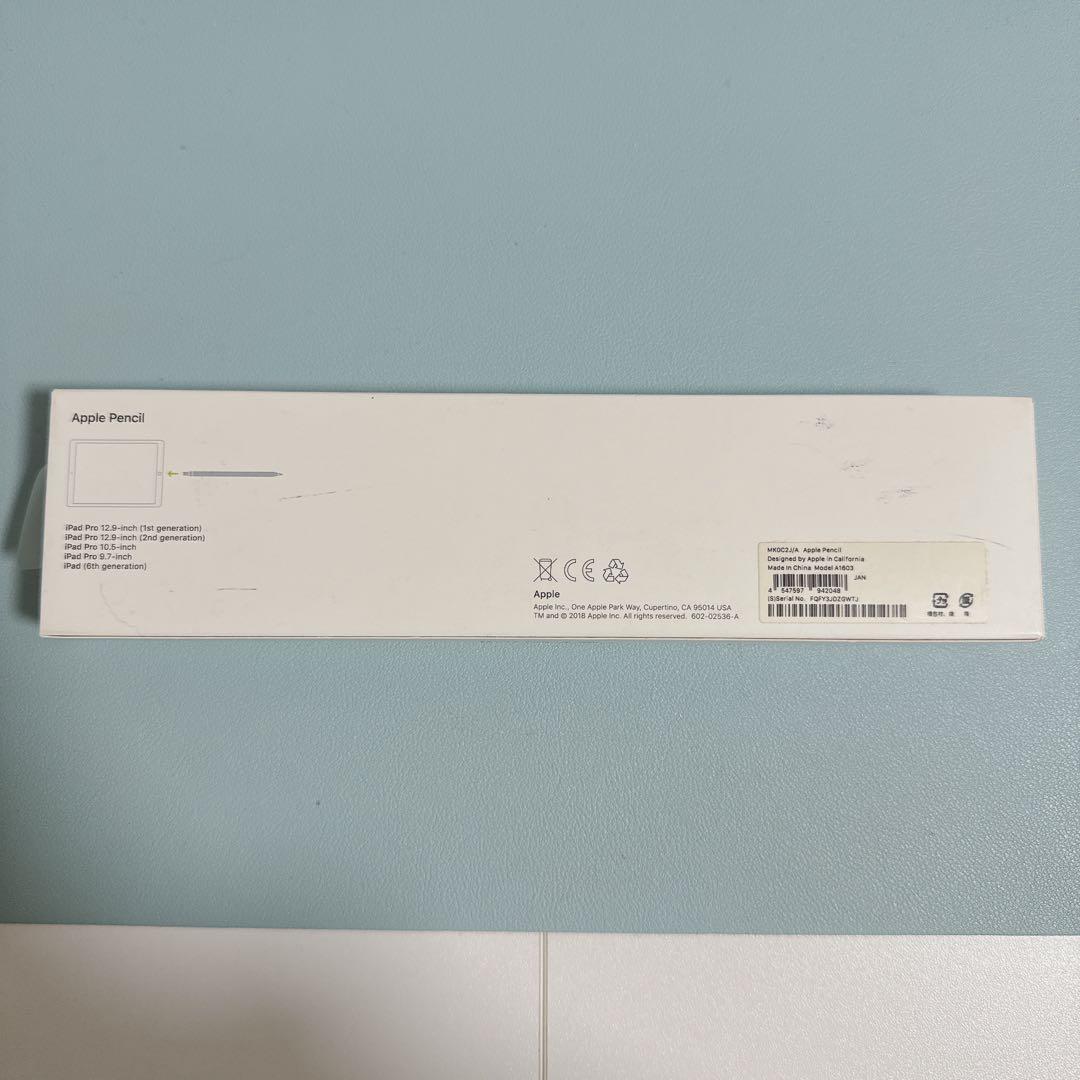 Apple Pencil
iPad Pro 12.9-inch (1st generation)
iPad Pro 12.9-inch (2nd generation)
iPad Pro 10.5-inch
iPad Pro 9.7-inch
iPad (6th generation)
Apple
Apple Inc., One Apple Park Way, Cupertino, CA 95014 USA
TM and © 2018 Apple Inc. All rights reserved. 602-02536-A
MK0C2J/A Apple Pencil
Designed by Apple in California
Made in China Model A1603
JAN
4 547597 942048
(S)Serial No. FQFY3JDZGWTJ